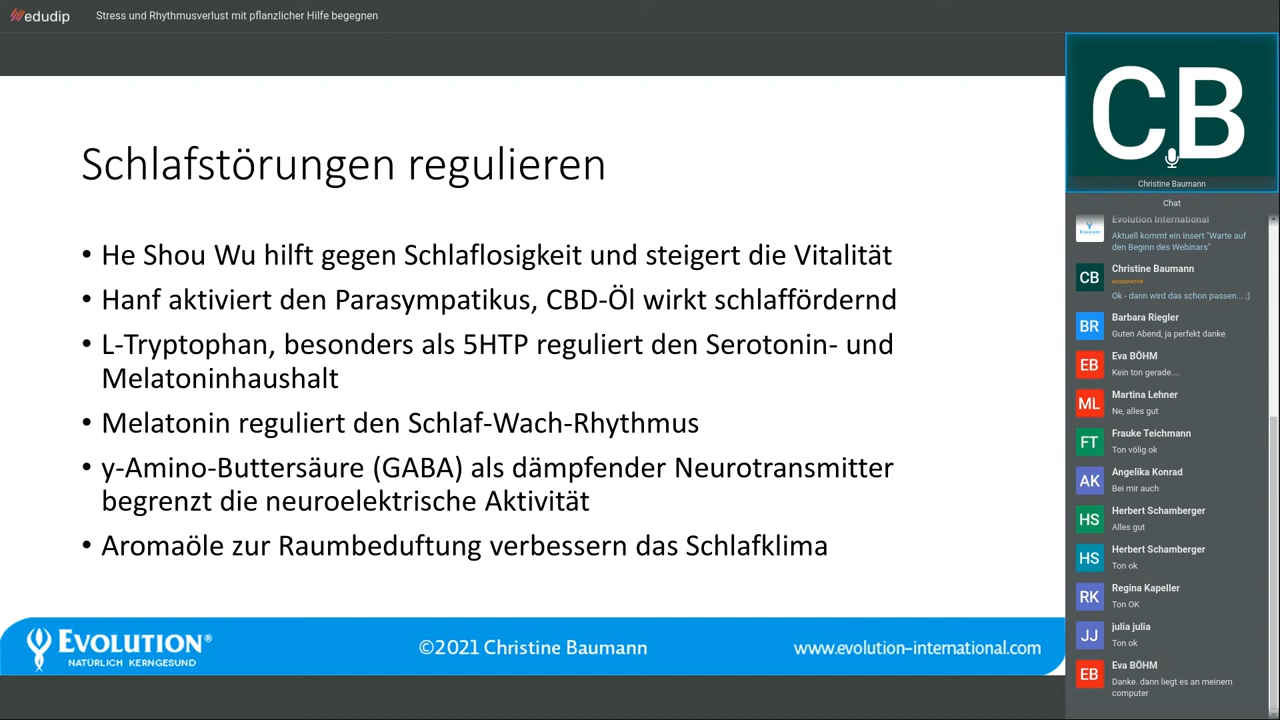 edudip
Stress und Rhythmusverlust mit pflanzlicher Hilfe begegnen
Schlafstörungen regulieren
• He Shou Wu hilft gegen Schlaflosigkeit und steigert die Vitalität
• Hanf aktiviert den Parasympatikus, CBD-Öl wirkt schlaffördernd
• L-Tryptophan, besonders als 5HTP reguliert den Serotonin- und
Melatoninhaushalt
• Melatonin reguliert den Schlaf-Wach-Rhythmus
• y-Amino-Buttersäure (GABA) als dämpfender Neurotransmitter
begrenzt die neuroelektrische Aktivität
• Aromaöle zur Raumbeduftung verbessern das Schlafklima
EVOLUTION®
NATÜRLICH KERNGESUND
©2021 Christine Baumann
www.evolution-international.com
CB
Christine Baumann
Chat
Evolution International
Aktuell kommt ein Insert "Warte auf
den Beginn des Webinars"
CB
Christine Baumann
MODERATOR
Ok - dann wird das schon passen... ;)
BR
Barbara Riegler
Guten Abend, ja perfekt danke
EB
Eva BÖHM
Kein ton gerade....
ML
Martina Lehner
Ne, alles gut
FT
Frauke Teichmann
Ton völig ok
AK
Angelika Konrad
Bei mir auch
HS
Herbert Schamberger
Alles gut
HS
Herbert Schamberger
Ton ok
RK
Regina Kapeller
Ton OK
JJ
julia julia
Ton ok
EB
Eva BÖHM
Danke. dann liegt es an meinem
computer